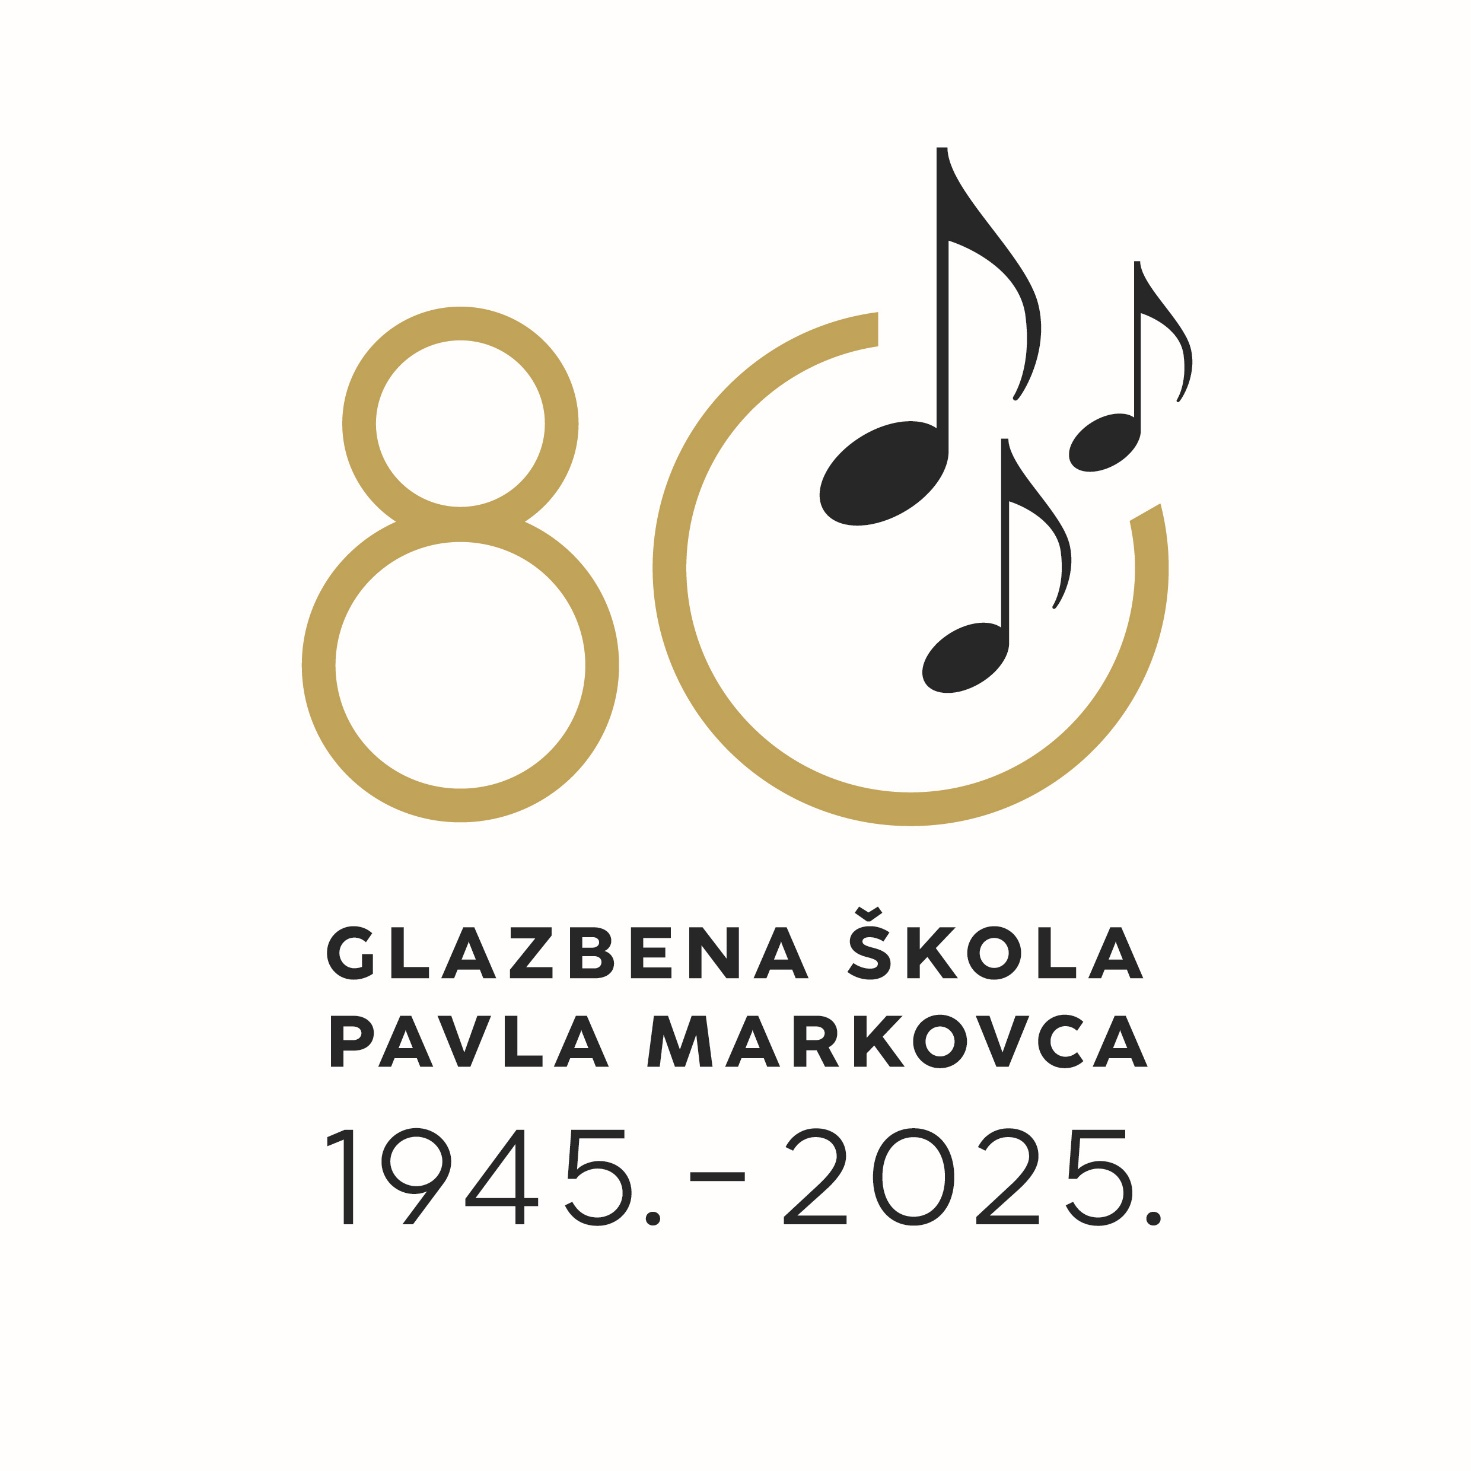 80
GLAZBENA ŠKOLA
PAVLA MARKOVCA
1945. – 2025.